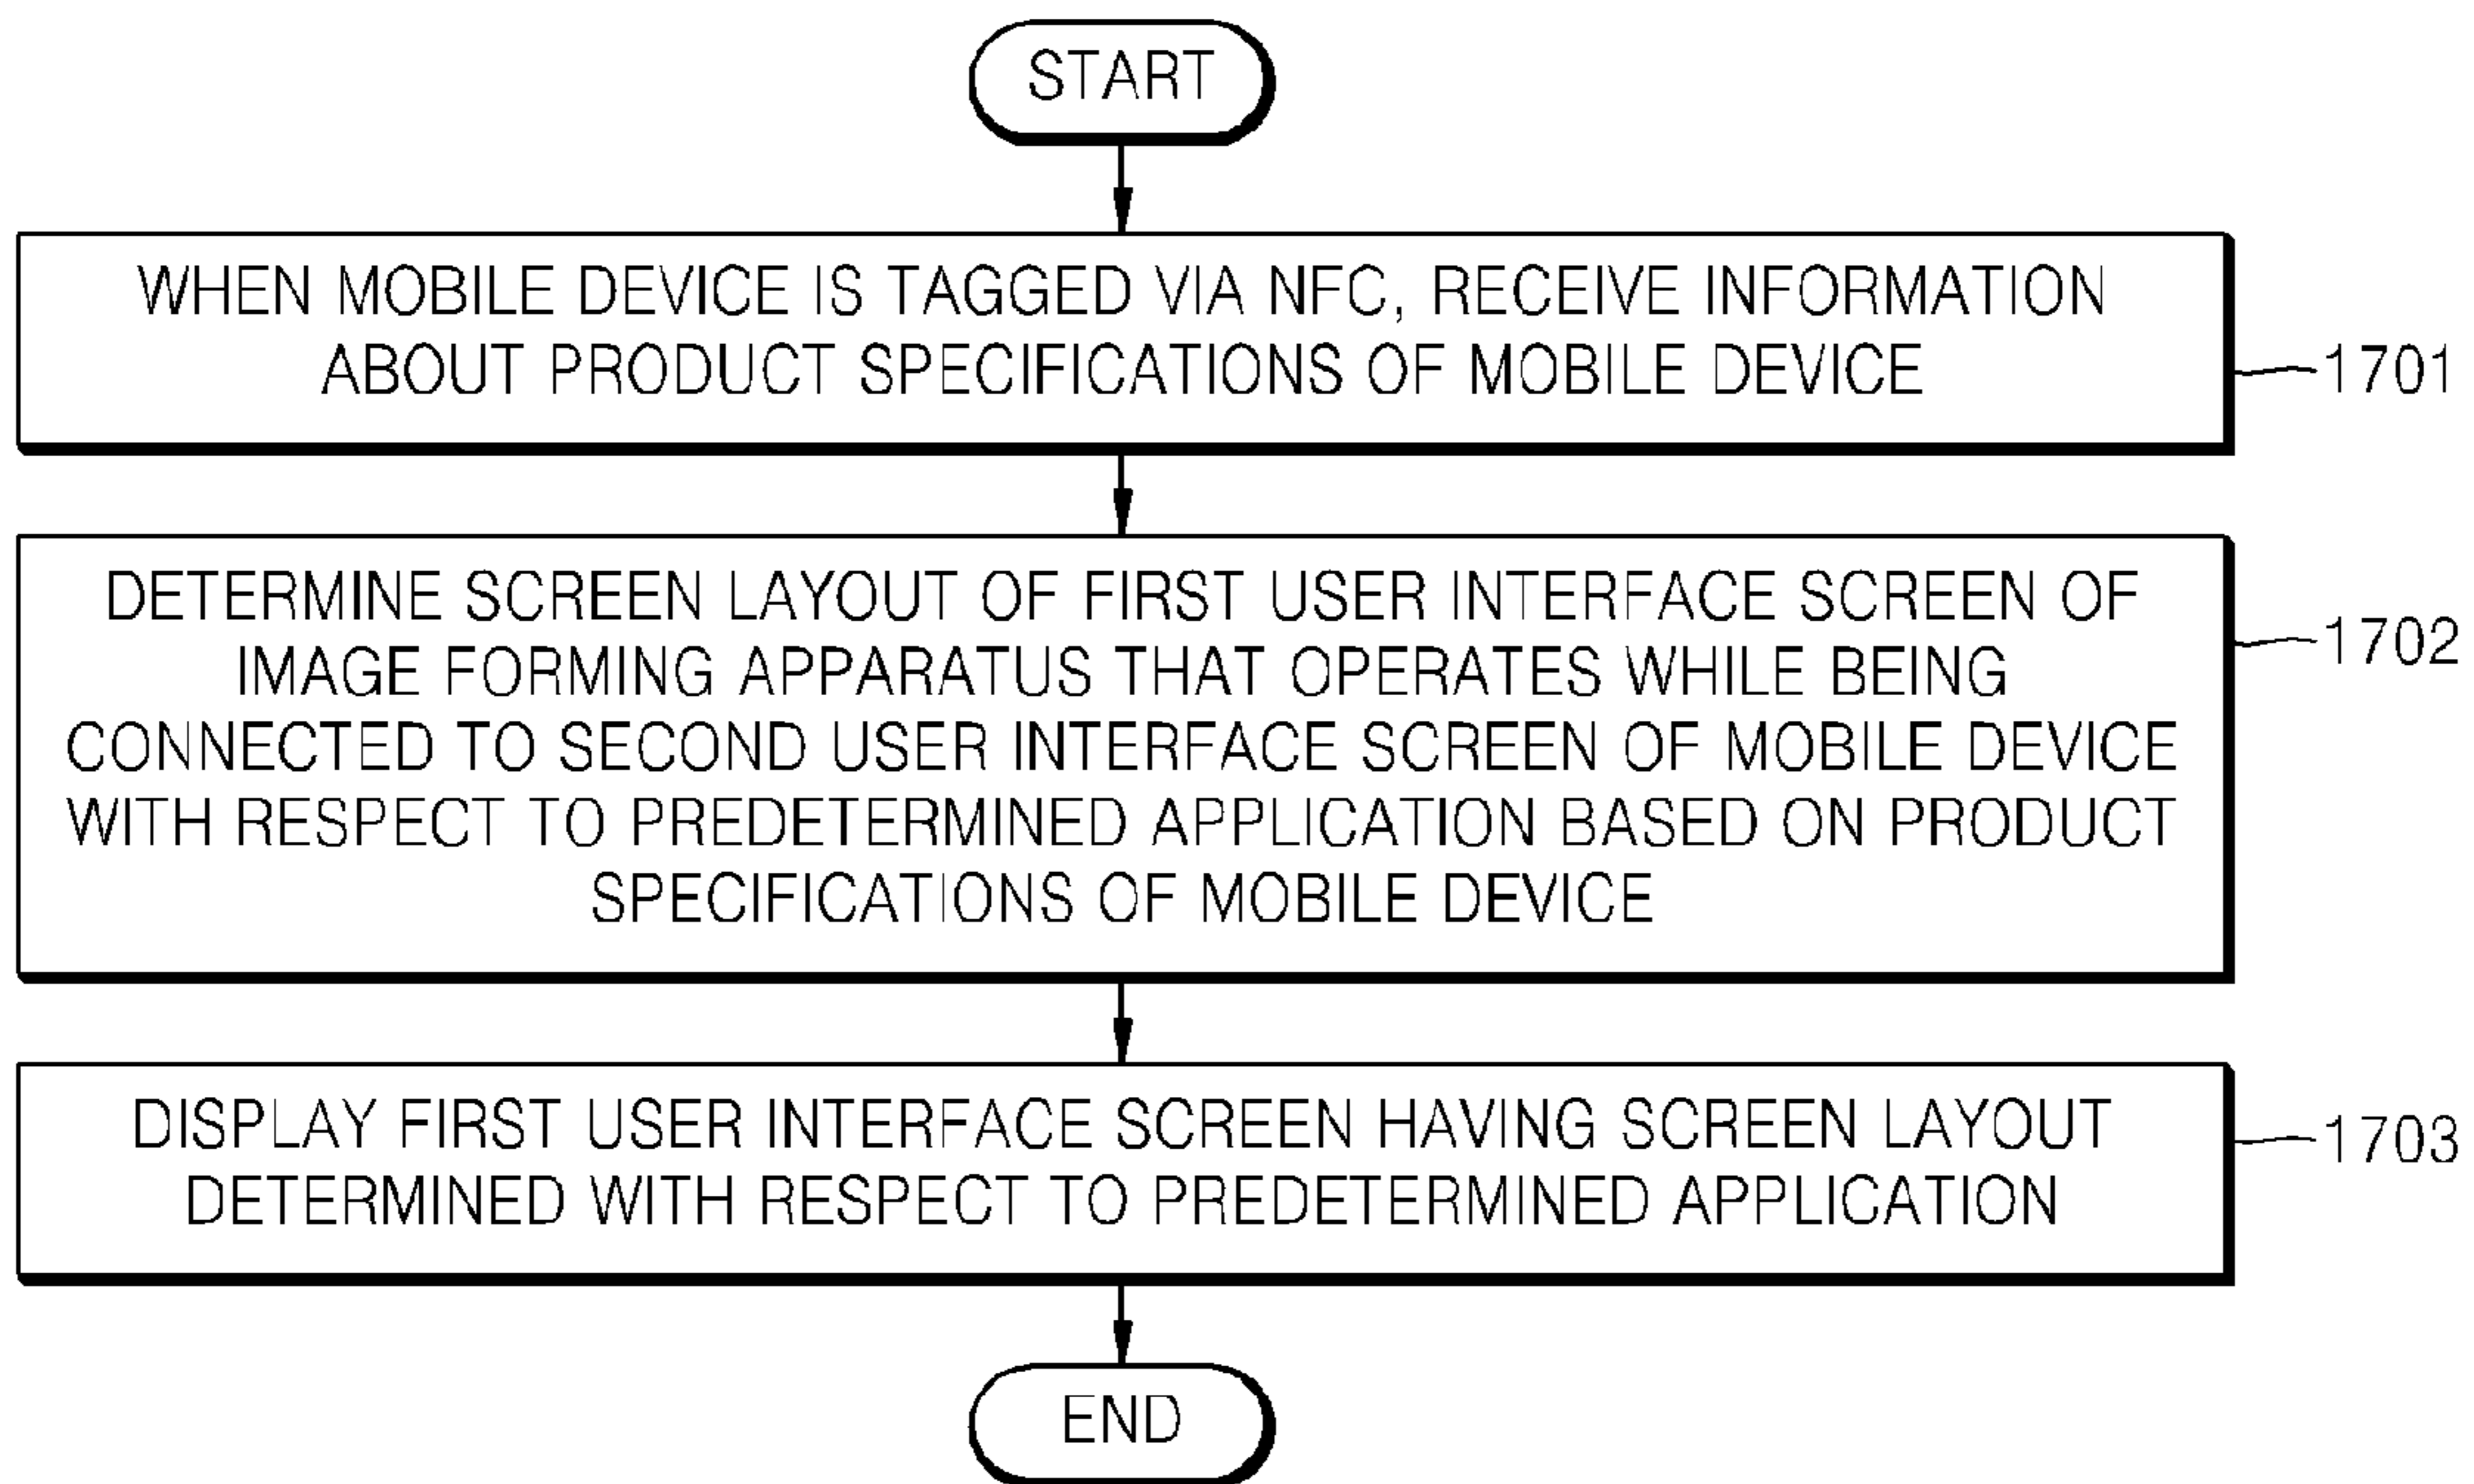 START
WHEN MOBILE DEVICE IS TAGGED VIA NFC, RECEIVE INFORMATION
ABOUT PRODUCT SPECIFICATIONS OF MOBILE DEVICE
1701
DETERMINE SCREEN LAYOUT OF FIRST USER INTERFACE SCREEN OF
IMAGE FORMING APPARATUS THAT OPERATES WHILE BEING
CONNECTED TO SECOND USER INTERFACE SCREEN OF MOBILE DEVICE
WITH RESPECT TO PREDETERMINED APPLICATION BASED ON PRODUCT
SPECIFICATIONS OF MOBILE DEVICE
1702
DISPLAY FIRST USER INTERFACE SCREEN HAVING SCREEN LAYOUT
DETERMINED WITH RESPECT TO PREDETERMINED APPLICATION
1703
END